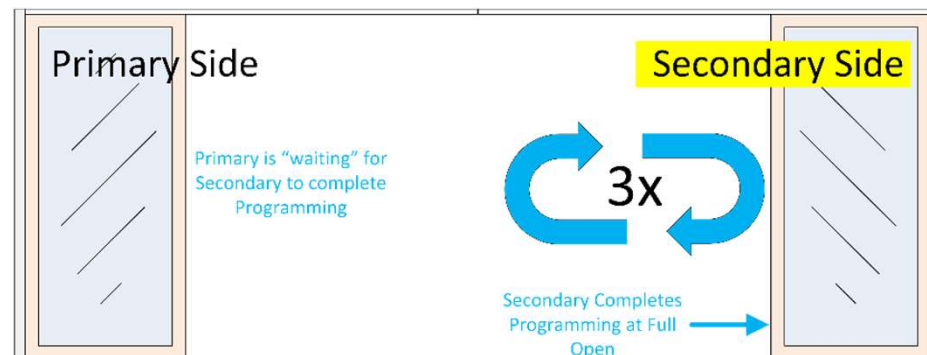 Primary Side
Secondary Side
Primary is “waiting” for
Secondary to complete
Programming
3x
Secondary Completes
Programming at Full
Open